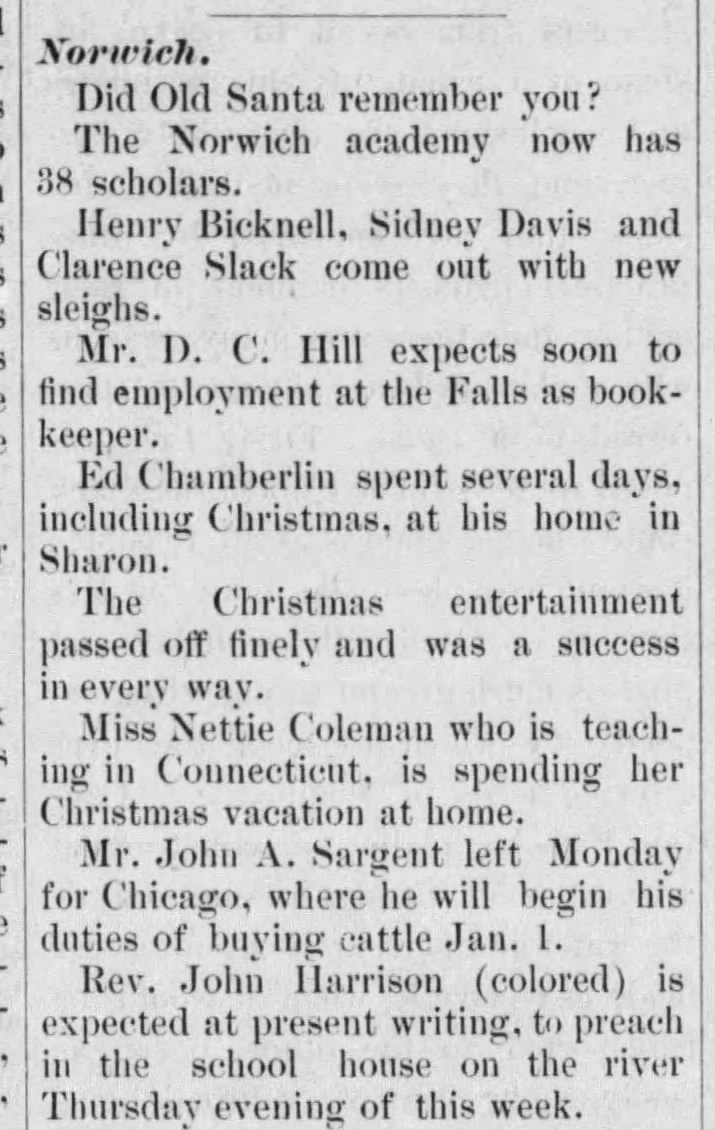 Norwich.
Did Old Santa remember you?
The Norwich academy now has
38 scholars.
Henry Bicknell, Sidney Davis and
Clarence Slack come out with new
sleighs.
Mr. D. C. Hill expects soon to
find employment at the Falls as book-
keeper.
Ed Chamberlin spent several days,
including Christmas, at his home in
Sharon.
The Christmas entertainment
passed off finely and was a success
in every way.
Miss Nettie Coleman who is teach-
ing in Connecticut, is spending her
Christmas vacation at home.
Mr. John A. Sargent left Monday
for Chicago, where he will begin his
duties of buying cattle Jan. 1.
Rev. John Harrison (colored) is
expected at present writing, to preach
in the school house on the river
Thursday evening of this week.